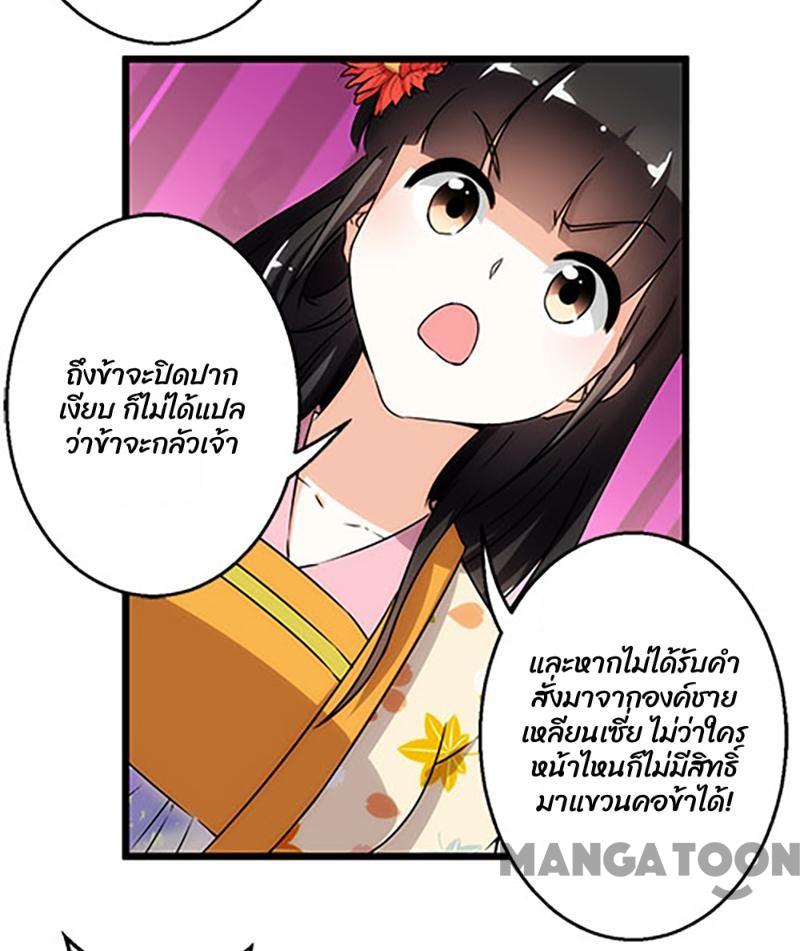 ถึงข้าจะปิดปาก
เงียบ ก็ไม่ได้แปล
ว่าข้าจะกลัวเจ้า
และหากไม่ได้รับคำ
สั่งมาจากองค์ชาย
เหลียนเซี่ย ไม่ว่าใคร
หน้าไหนก็ไม่มีสิทธิ์
มาแขวนคอข้าได้!
MANGATOON